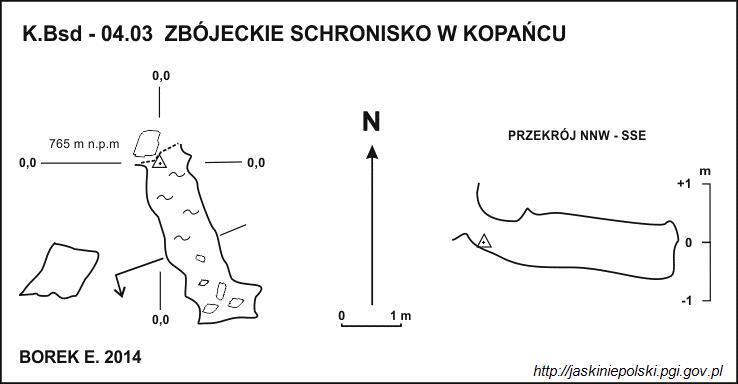 K.Bsd - 04.03 ZBÓJECKIE SCHRONISKO W KOPAŃCU
0,0
765 m n.p.m
0,0
0,0
0,0
N
0 1 m
PRZEKRÓJ NNW - SSE
m
+1
0
-1
BOREK E. 2014
http://jaskiniepolski.pgi.gov.pl